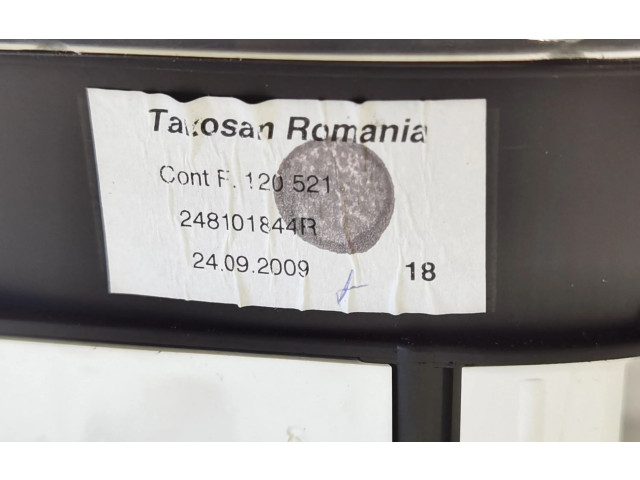 Takosan Romania
Cont F. 120 521
248101844R
24.09.2009
18